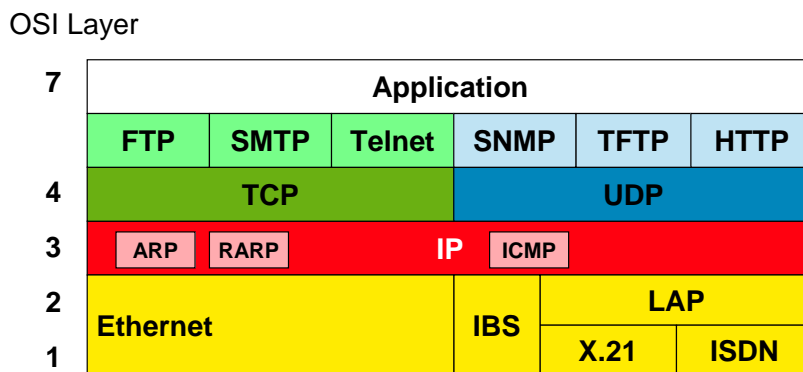 OSI Layer
7 Application
FTP SMTP Telnet SNMP TFTP HTTP
4 TCP UDP
3 ARP RARP IP ICMP
2 LAP
Ethernet IBS
1 X.21 ISDN